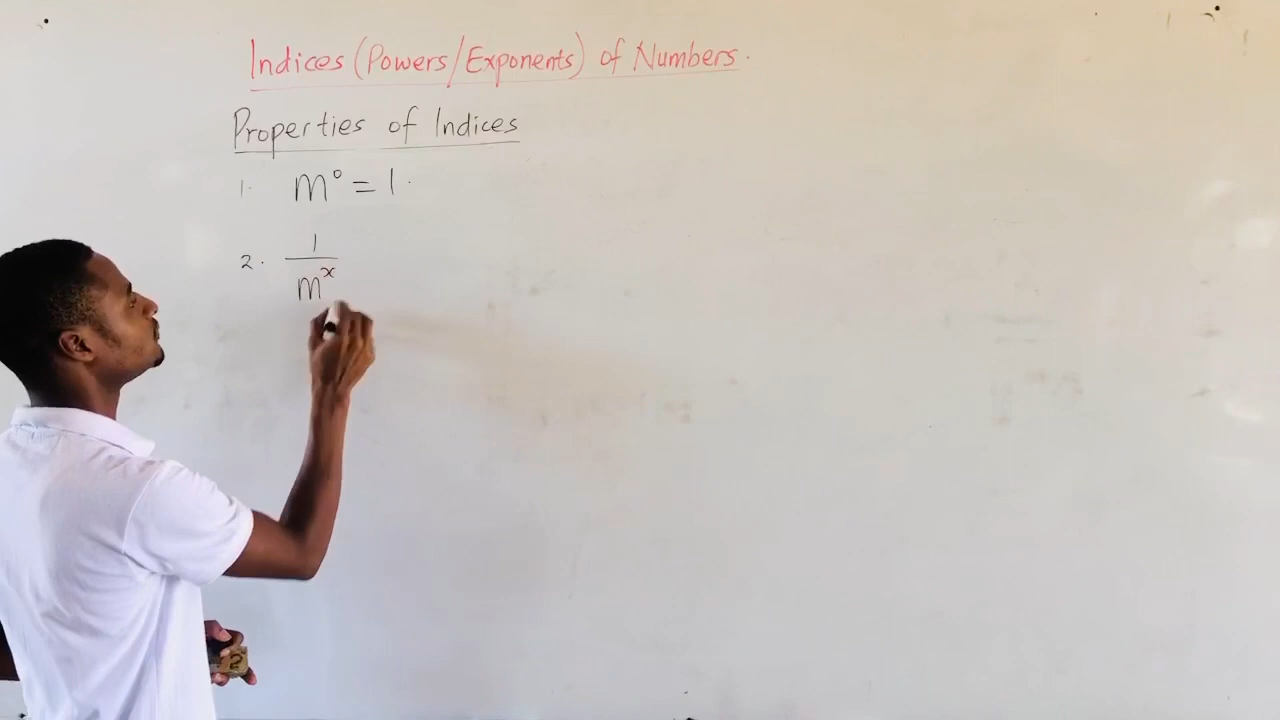 Indices (Powers/Exponents) of Numbers.
Properties of Indices
1. m⁰ = 1.
2. 1/mˣ